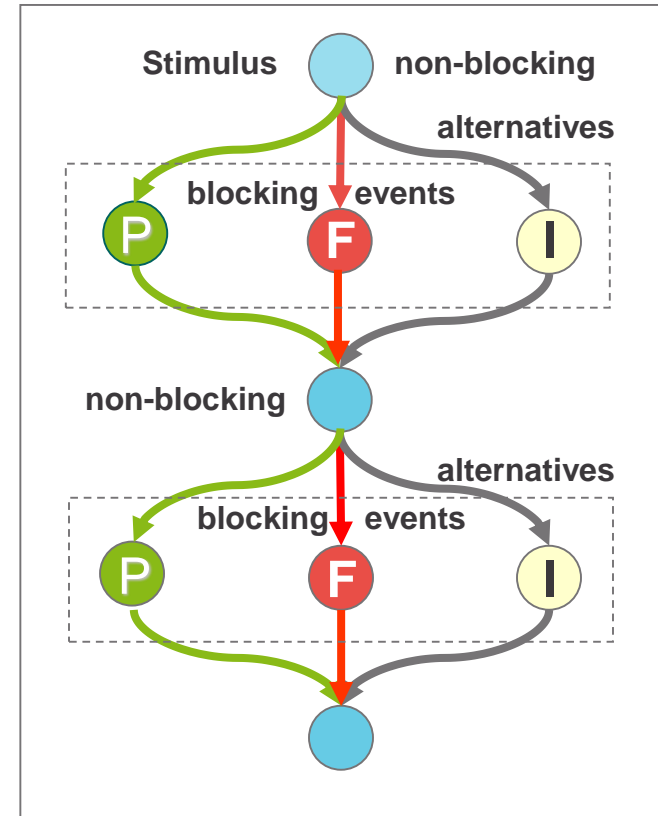 Stimulus non-blocking
alternatives
blocking events
P F I
non-blocking
alternatives
blocking events
P F I